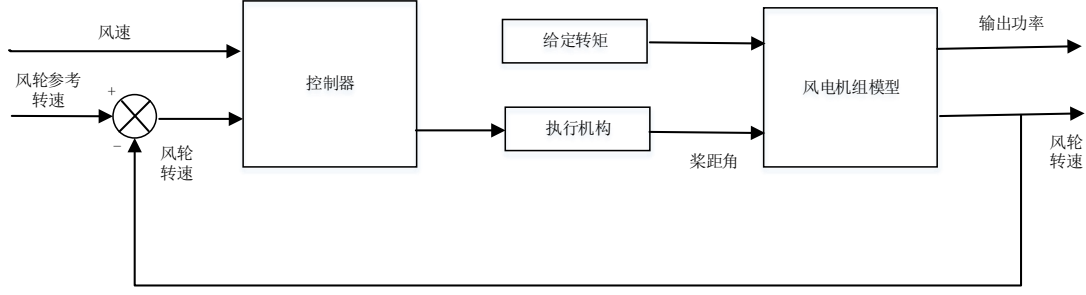 风速
给定转矩
输出功率
风轮参考
转速
+
控制器
风电机组模型
执行机构
−
风轮
转速
桨距角
风轮
转速